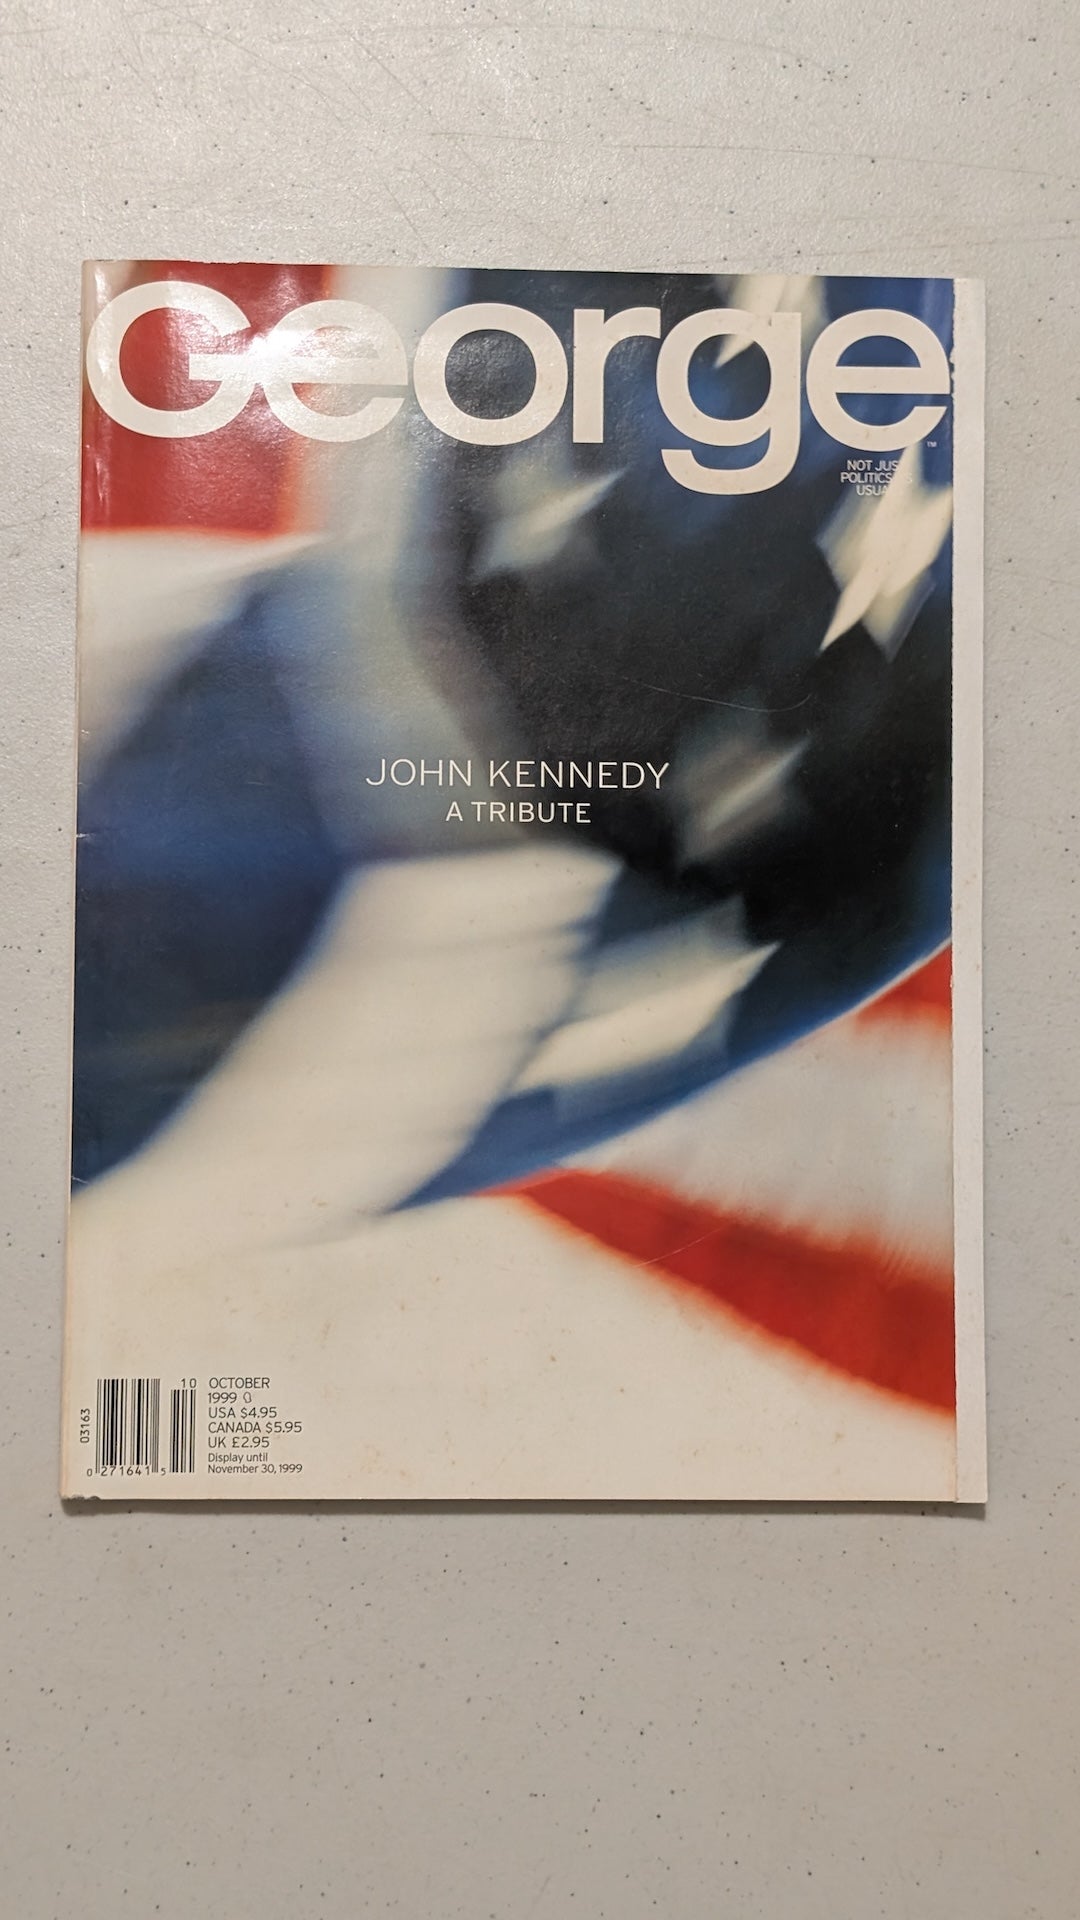 George
™
NOT JUST
POLITICS AS
USUAL
JOHN KENNEDY
A TRIBUTE
10
OCTOBER
1999
USA $4.95
CANADA $5.95
UK £2.95
Display until
November 30, 1999
03163
0 271641 5